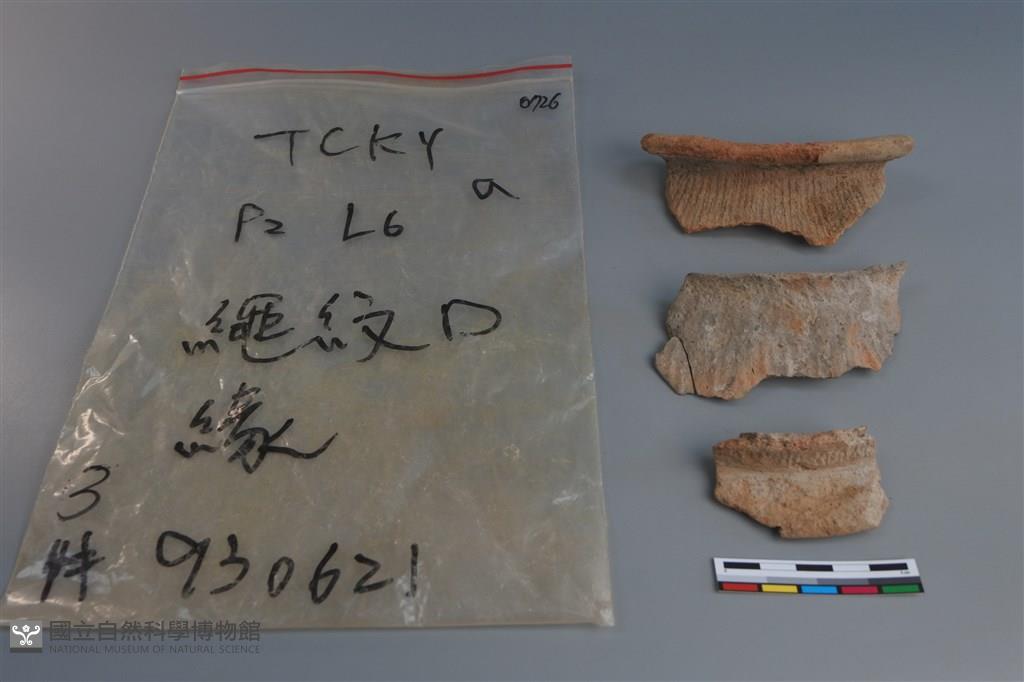 0726
TCKY
a
P2 L6
繩紋口
緣
3
件 930621
國立自然科學博物館
NATIONAL MUSEUM OF NATURAL SCIENCE